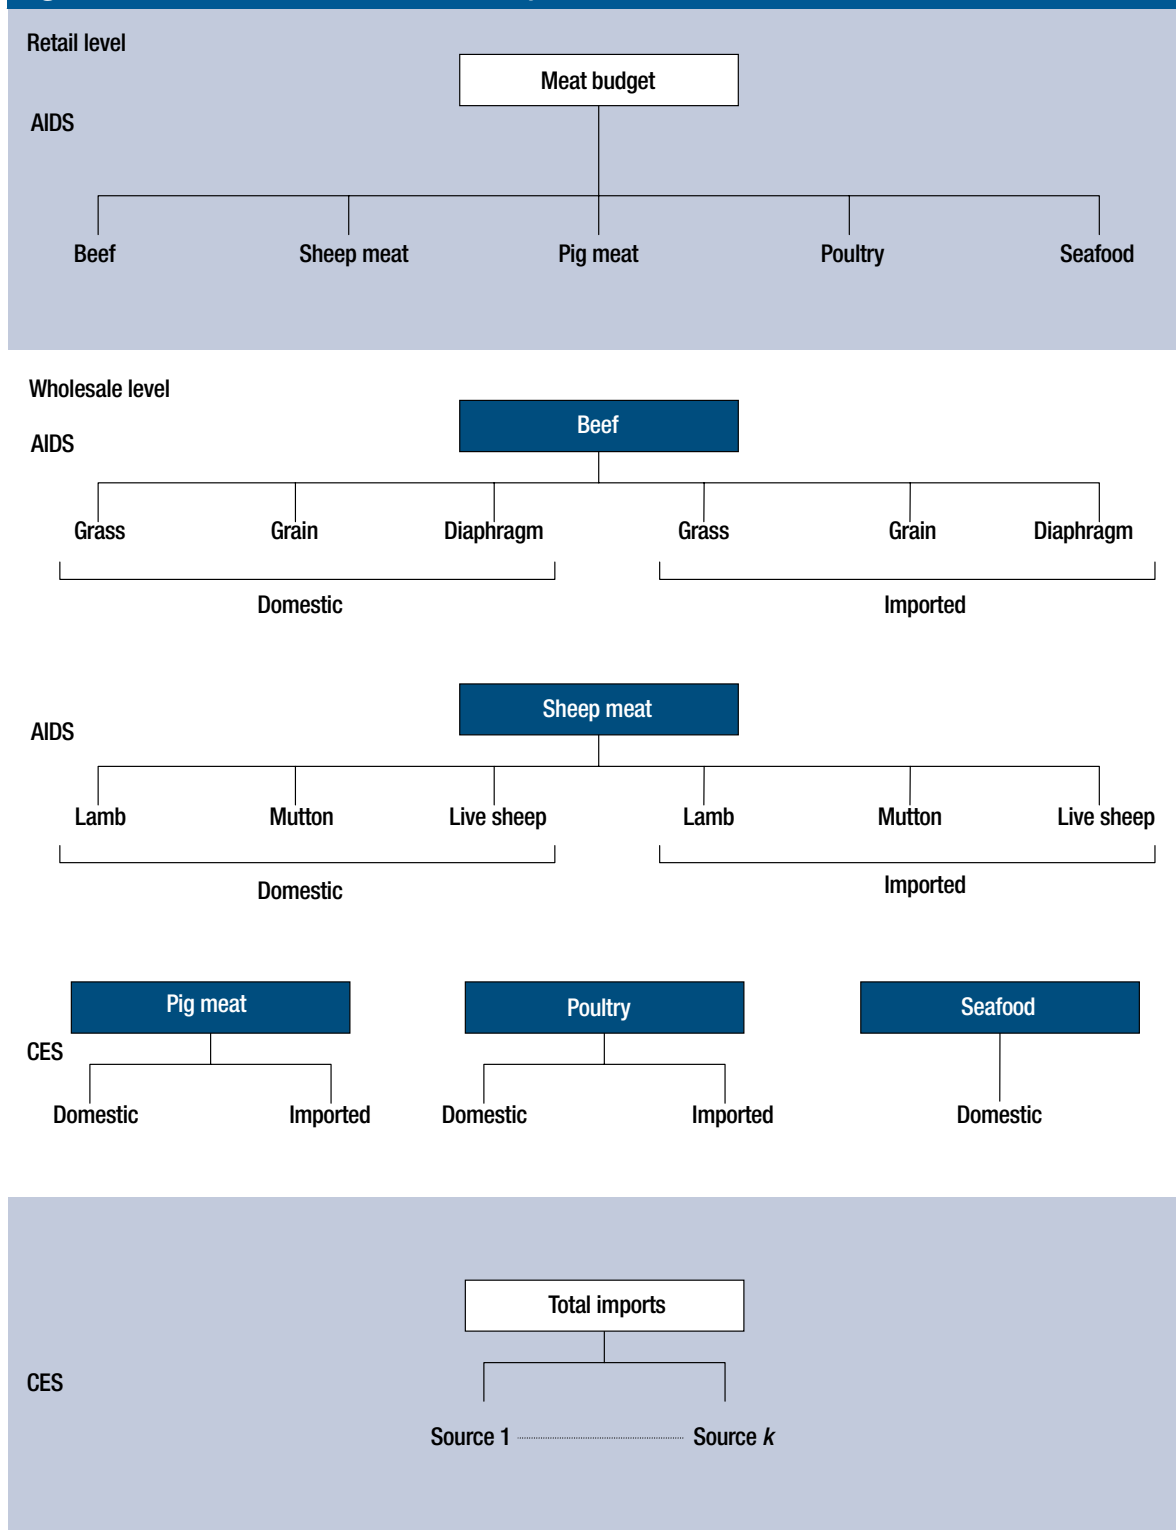 Retail level
Meat budget
AIDS
Beef Sheep meat Pig meat Poultry Seafood
Wholesale level
Beef
AIDS
Grass Grain Diaphragm Grass Grain Diaphragm
Domestic Imported
Sheep meat
AIDS
Lamb Mutton Live sheep Lamb Mutton Live sheep
Domestic Imported
Pig meat Poultry Seafood
CES
Domestic Imported Domestic Imported Domestic
Total imports
CES
Source 1 Source k